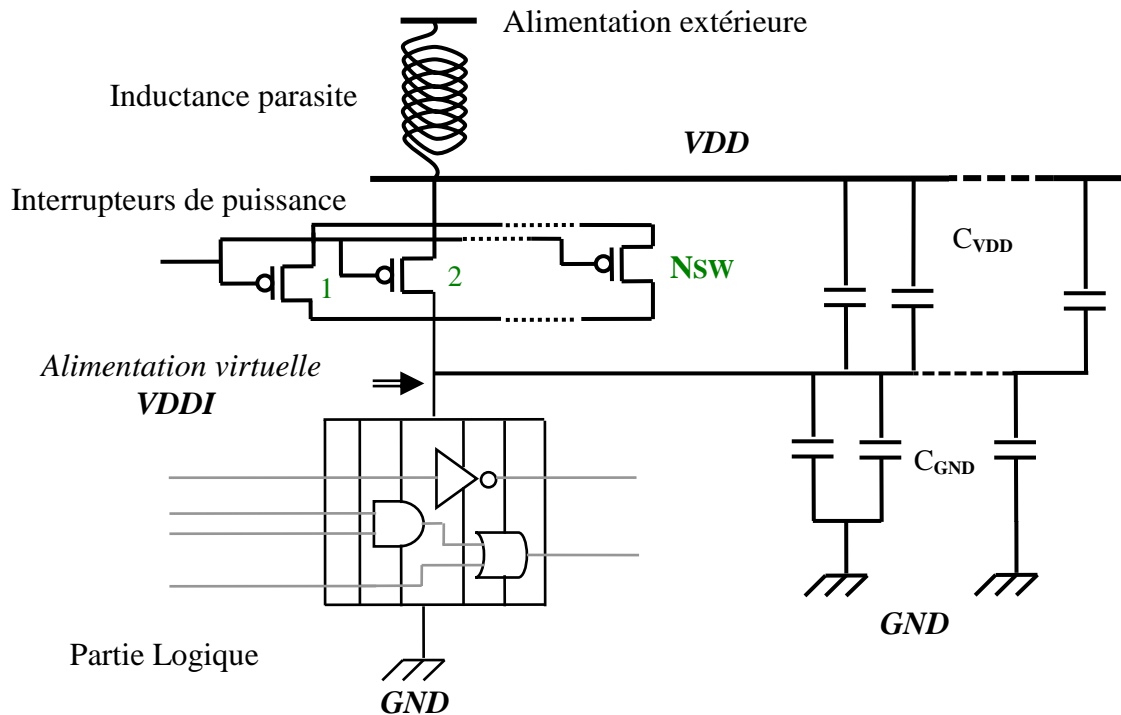 Alimentation extérieure
Inductance parasite
VDD
Interrupteurs de puissance
CVDD
1
2
NSW
Alimentation virtuelle
VDDI
CGND
GND
Partie Logique
GND